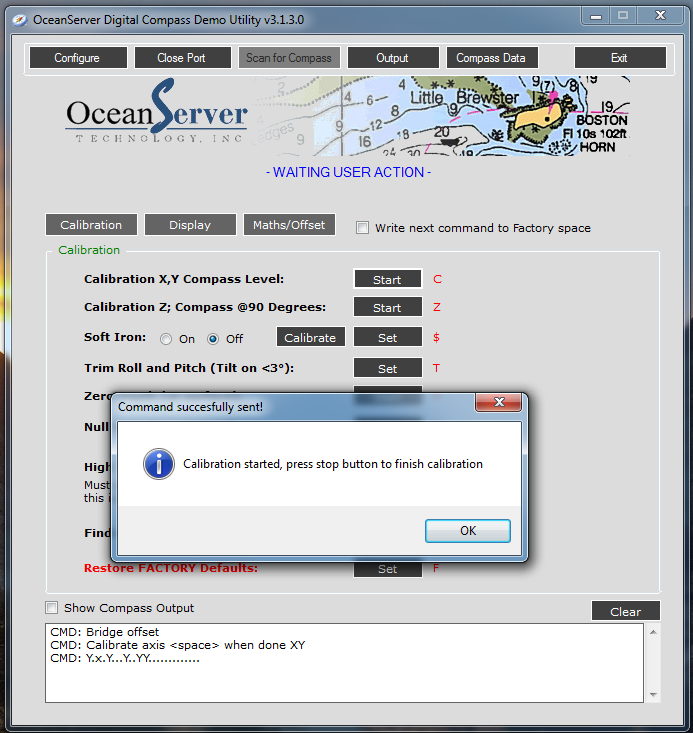 OceanServer Digital Compass Demo Utility v3.1.3.0
Configure Close Port Scan for Compass Output Compass Data Exit
OceanServer
TECHNOLOGY, INC
Little Brewster
BOSTON
Fl 10s 102ft
HORN
- WAITING USER ACTION -
Calibration Display Maths/Offset Write next command to Factory space
Calibration
Calibration X,Y Compass Level: Start C
Calibration Z; Compass @90 Degrees: Start Z
Soft Iron: On Off Calibrate Set $
Trim Roll and Pitch (Tilt on <3°): Set T
Null
Must
Command succesfully sent!
Calibration started, press stop button to finish calibration
OK
Restore FACTORY Defaults: Set F
Show Compass Output
Clear
CMD: Bridge offset
CMD: Calibrate axis <space> when done XY
CMD: Y.x.Y...Y..YY.............